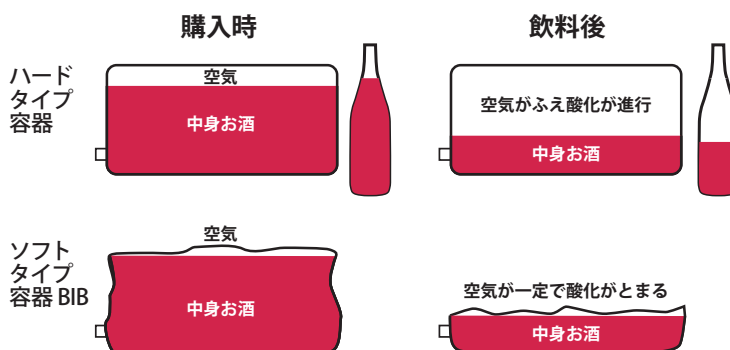 購入時
飲料後
ハード
タイプ
容器
空気
中身お酒
空気がふえ酸化が進行
中身お酒
ソフト
タイプ
容器 BIB
空気
中身お酒
空気が一定で酸化がとまる
中身お酒